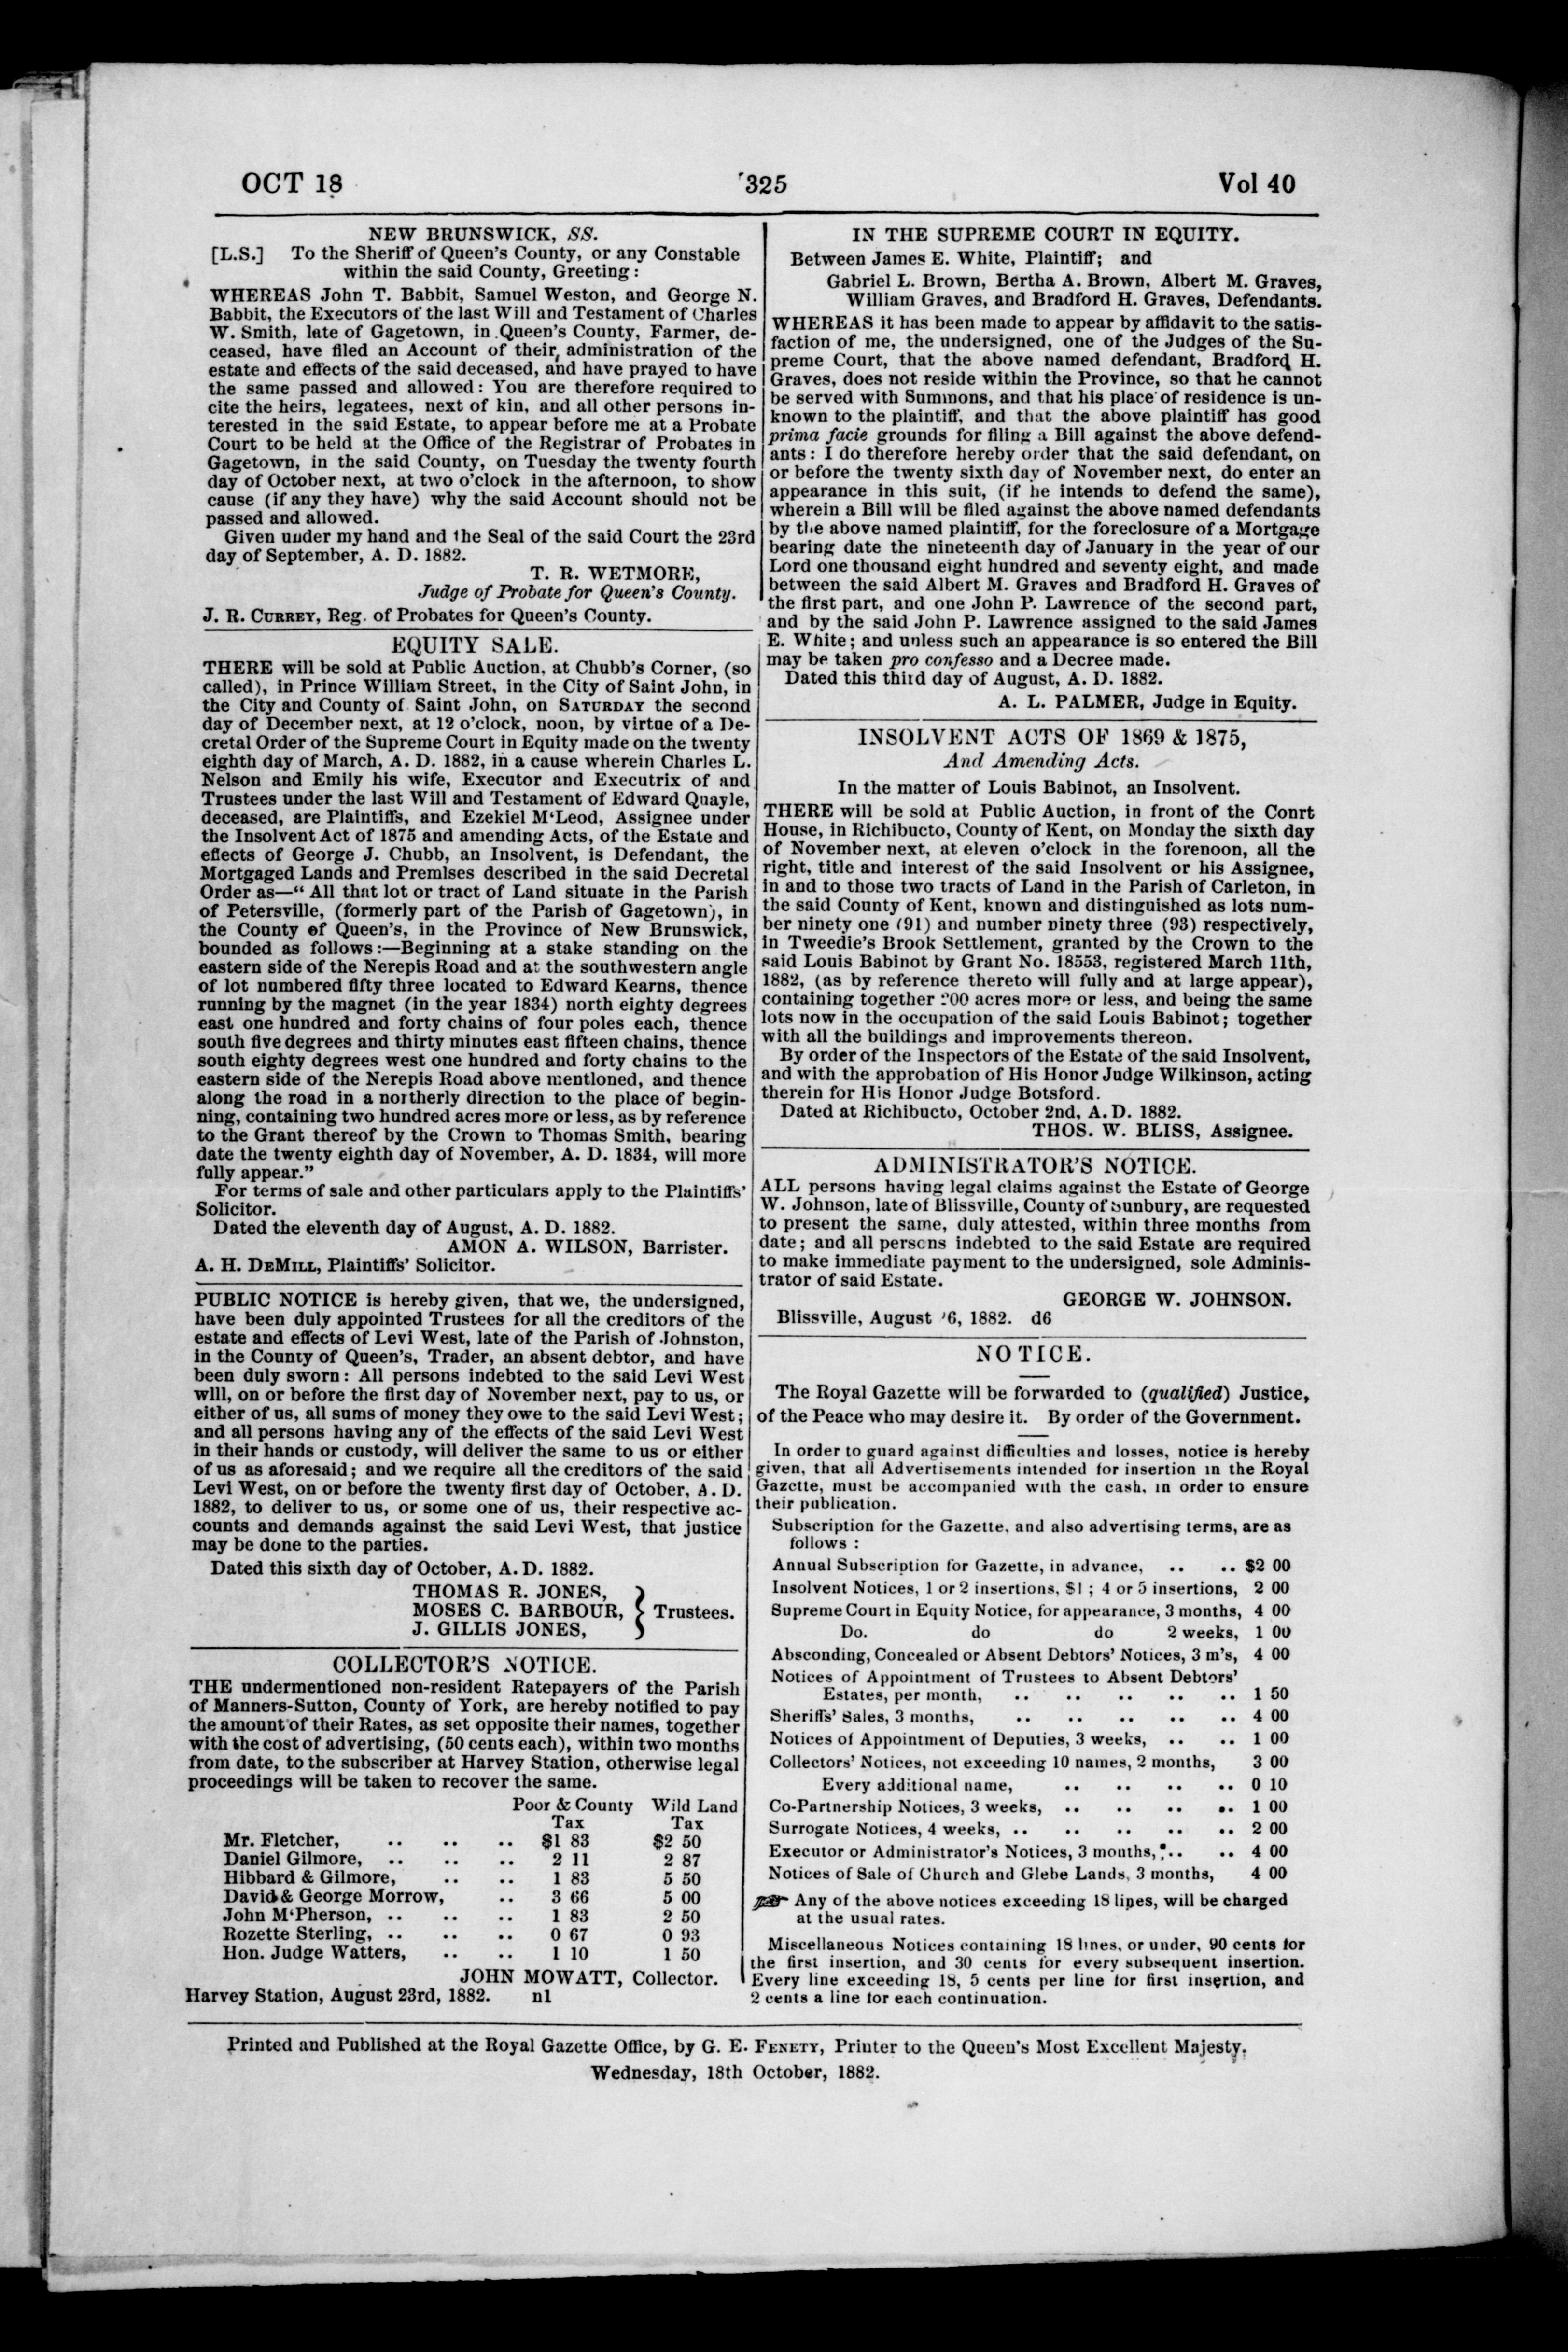 OCT 18 325 Vol 40
NEW BRUNSWICK, SS.
[L.S.] To the Sheriff of Queen's County, or any Constable
within the said County, Greeting:
WHEREAS John T. Babbit, Samuel Weston, and George N.
Babbit, the Executors of the last Will and Testament of Charles
W. Smith, late of Gagetown, in Queen's County, Farmer, de-
ceased, have filed an Account of their administration of the
estate and effects of the said deceased, and have prayed to have
the same passed and allowed: You are therefore required to
cite the heirs, legatees, next of kin, and all other persons in-
terested in the said Estate, to appear before me at a Probate
Court to be held at the Office of the Registrar of Probates in
Gagetown, in the said County, on Tuesday the twenty fourth
day of October next, at two o'clock in the afternoon, to show
cause (if any they have) why the said Account should not be
passed and allowed.
Given under my hand and the Seal of the said Court the 23rd
day of September, A. D. 1882.
T. R. WETMORE,
Judge of Probate for Queen's County.
J. R. CURREY, Reg. of Probates for Queen's County.
EQUITY SALE.
THERE will be sold at Public Auction, at Chubb's Corner, (so
called), in Prince William Street, in the City of Saint John, in
the City and County of Saint John, on SATURDAY the second
day of December next, at 12 o'clock, noon, by virtue of a De-
cretal Order of the Supreme Court in Equity made on the twenty
eighth day of March, A. D. 1882, in a cause wherein Charles L.
Nelson and Emily his wife, Executor and Executrix of and
Trustees under the last Will and Testament of Edward Quayle,
deceased, are Plaintiffs, and Ezekiel M'Leod, Assignee under
the Insolvent Act of 1875 and amending Acts, of the Estate and
effects of George J. Chubb, an Insolvent, is Defendant, the
Mortgaged Lands and Premises described in the said Decretal
Order as—“ All that lot or tract of Land situate in the Parish
of Petersville, (formerly part of the Parish of Gagetown), in
the County of Queen's, in the Province of New Brunswick,
bounded as follows:—Beginning at a stake standing on the
eastern side of the Nerepis Road and at the southwestern angle
of lot numbered fifty three located to Edward Kearns, thence
running by the magnet (in the year 1834) north eighty degrees
east one hundred and forty chains of four poles each, thence
south five degrees and thirty minutes east fifteen chains, thence
south eighty degrees west one hundred and forty chains to the
eastern side of the Nerepis Road above mentioned, and thence
along the road in a northerly direction to the place of begin-
ning, containing two hundred acres more or less, as by reference
to the Grant thereof by the Crown to Thomas Smith, bearing
date the twenty eighth day of November, A. D. 1834, will more
fully appear.”
For terms of sale and other particulars apply to the Plaintiffs'
Solicitor.
Dated the eleventh day of August, A. D. 1882.
AMON A. WILSON, Barrister.
A. H. DEMILL, Plaintiffs' Solicitor.
PUBLIC NOTICE is hereby given, that we, the undersigned,
have been duly appointed Trustees for all the creditors of the
estate and effects of Levi West, late of the Parish of Johnston,
in the County of Queen's, Trader, an absent debtor, and have
been duly sworn: All persons indebted to the said Levi West
will, on or before the first day of November next, pay to us, or
either of us, all sums of money they owe to the said Levi West;
and all persons having any of the effects of the said Levi West
in their hands or custody, will deliver the same to us or either
of us as aforesaid; and we require all the creditors of the said
Levi West, on or before the twenty first day of October, A. D.
1882, to deliver to us, or some one of us, their respective ac-
counts and demands against the said Levi West, that justice
may be done to the parties.
Dated this sixth day of October, A. D. 1882.
THOMAS R. JONES,
MOSES C. BARBOUR, } Trustees.
J. GILLIS JONES,
COLLECTOR'S NOTICE.
THE undermentioned non-resident Ratepayers of the Parish
of Manners-Sutton, County of York, are hereby notified to pay
the amount of their Rates, as set opposite their names, together
with the cost of advertising, (50 cents each), within two months
from date, to the subscriber at Harvey Station, otherwise legal
proceedings will be taken to recover the same.
Poor & County Wild Land
Tax Tax
Mr. Fletcher, .. .. .. $1 83 $2 50
Daniel Gilmore, .. .. .. 2 11 2 87
Hibbard & Gilmore, .. .. 1 83 5 50
David & George Morrow, .. 3 66 5 00
John M'Pherson, .. .. .. 1 83 2 50
Rozette Sterling, .. .. .. 0 67 0 93
Hon. Judge Watters, .. .. 1 10 1 50
JOHN MOWATT, Collector.
Harvey Station, August 23rd, 1882. n1
IN THE SUPREME COURT IN EQUITY.
Between James E. White, Plaintiff; and
Gabriel L. Brown, Bertha A. Brown, Albert M. Graves,
William Graves, and Bradford H. Graves, Defendants.
WHEREAS it has been made to appear by affidavit to the satis-
faction of me, the undersigned, one of the Judges of the Su-
preme Court, that the above named defendant, Bradford H.
Graves, does not reside within the Province, so that he cannot
be served with Summons, and that his place of residence is un-
known to the plaintiff, and that the above plaintiff has good
prima facie grounds for filing a Bill against the above defend-
ants: I do therefore hereby order that the said defendant, on
or before the twenty sixth day of November next, do enter an
appearance in this suit, (if he intends to defend the same),
wherein a Bill will be filed against the above named defendants
by the above named plaintiff, for the foreclosure of a Mortgage
bearing date the nineteenth day of January in the year of our
Lord one thousand eight hundred and seventy eight, and made
between the said Albert M. Graves and Bradford H. Graves of
the first part, and one John P. Lawrence of the second part,
and by the said John P. Lawrence assigned to the said James
E. White; and unless such an appearance is so entered the Bill
may be taken pro confesso and a Decree made.
Dated this third day of August, A. D. 1882.
A. L. PALMER, Judge in Equity.
INSOLVENT ACTS OF 1869 & 1875,
And Amending Acts.
In the matter of Louis Babinot, an Insolvent.
THERE will be sold at Public Auction, in front of the Conrt
House, in Richibucto, County of Kent, on Monday the sixth day
of November next, at eleven o'clock in the forenoon, all the
right, title and interest of the said Insolvent or his Assignee,
in and to those two tracts of Land in the Parish of Carleton, in
the said County of Kent, known and distinguished as lots num-
ber ninety one (91) and number ninety three (93) respectively,
in Tweedie's Brook Settlement, granted by the Crown to the
said Louis Babinot by Grant No. 18553, registered March 11th,
1882, (as by reference thereto will fully and at large appear),
containing together 200 acres more or less, and being the same
lots now in the occupation of the said Louis Babinot; together
with all the buildings and improvements thereon.
By order of the Inspectors of the Estate of the said Insolvent,
and with the approbation of His Honor Judge Wilkinson, acting
therein for His Honor Judge Botsford.
Dated at Richibucto, October 2nd, A. D. 1882.
THOS. W. BLISS, Assignee.
ADMINISTRATOR'S NOTICE.
ALL persons having legal claims against the Estate of George
W. Johnson, late of Blissville, County of Sunbury, are requested
to present the same, duly attested, within three months from
date; and all persons indebted to the said Estate are required
to make immediate payment to the undersigned, sole Adminis-
trator of said Estate.
GEORGE W. JOHNSON.
Blissville, August 1882. d6
NOTICE.
The Royal Gazette will be forwarded to (qualified) Justice,
of the Peace who may desire it. By order of the Government.
In order to guard against difficulties and losses, notice is hereby
given, that all Advertisements intended for insertion in the Royal
Gazette, must be accompanied with the cash, in order to ensure
their publication.
Subscription for the Gazette, and also advertising terms, are as
follows :
Annual Subscription for Gazette, in advance, .. .. $2 00
Insolvent Notices, 1 or 2 insertions, $1 ; 4 or 5 insertions, 2 00
Supreme Court in Equity Notice, for appearance, 3 months, 4 00
Do. do do 2 weeks, 1 00
Absconding, Concealed or Absent Debtors' Notices, 3 m's, 4 00
Notices of Appointment of Trustees to Absent Debtors'
Estates, per month, .. .. .. .. .. 1 50
Sheriffs' Sales, 3 months, .. .. .. .. .. 4 00
Notices of Appointment of Deputies, 3 weeks, .. .. 1 00
Collectors' Notices, not exceeding 10 names, 2 months, 3 00
Every additional name, .. .. .. .. 0 10
Co-Partnership Notices, 3 weeks, .. .. .. .. 1 00
Surrogate Notices, 4 weeks, .. .. .. .. .. 2 00
Executor or Administrator's Notices, 3 months, .. .. 4 00
Notices of Sale of Church and Glebe Lands, 3 months, 4 00
☞ Any of the above notices exceeding 18 lines, will be charged
at the usual rates.
Miscellaneous Notices containing 18 lines, or under, 90 cents for
the first insertion, and 30 cents for every subsequent insertion.
Every line exceeding 18, 5 cents per line for first insertion, and
2 cents a line for each continuation.
Printed and Published at the Royal Gazette Office, by G. E. FENETY, Printer to the Queen's Most Excellent Majesty.
Wednesday, 18th October, 1882.